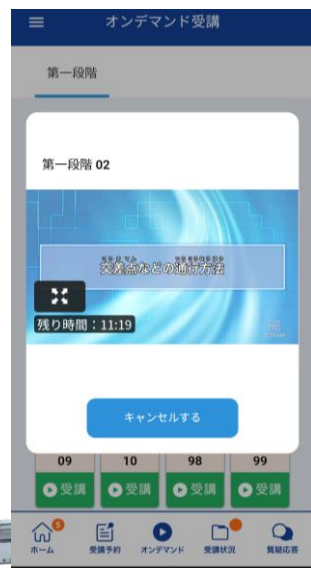 オンデマンド受講
第一段階
第一段階 02
交差点などの通行方法
残り時間：11:19
キャンセルする
09 10 98 99
受講 受講 受講 受講
ホーム 受講予約 オンデマンド 受講状況 質疑応答